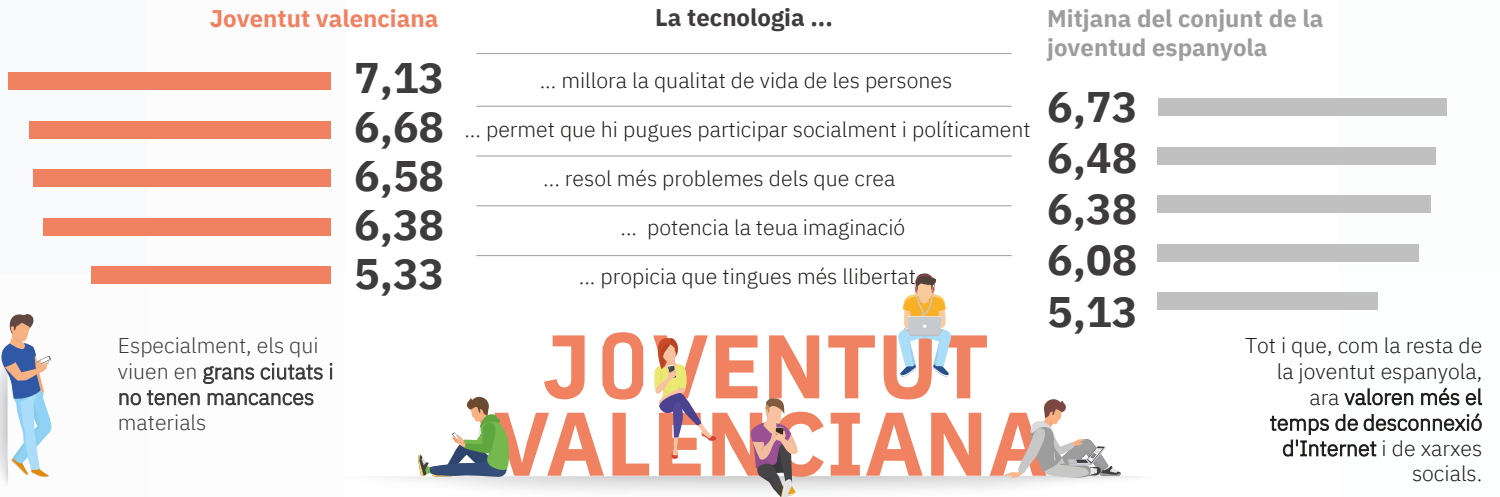 Joventut valenciana
7,13
6,68
6,58
6,38
5,33
La tecnologia ...
... millora la qualitat de vida de les persones
... permet que hi pugues participar socialment i políticament
... resol més problemes dels que crea
... potencia la teua imaginació
... propicia que tingues més llibertat
Mitjana del conjunt de la
joventud espanyola
6,73
6,48
6,38
6,08
5,13
Especialment, els qui
viuen en grans ciutats i
no tenen mancances
materials
JOVENTUT
VALENCIANA
Tot i que, com la resta de
la joventut espanyola,
ara valoren més el
temps de desconnexió
d'Internet i de xarxes
socials.